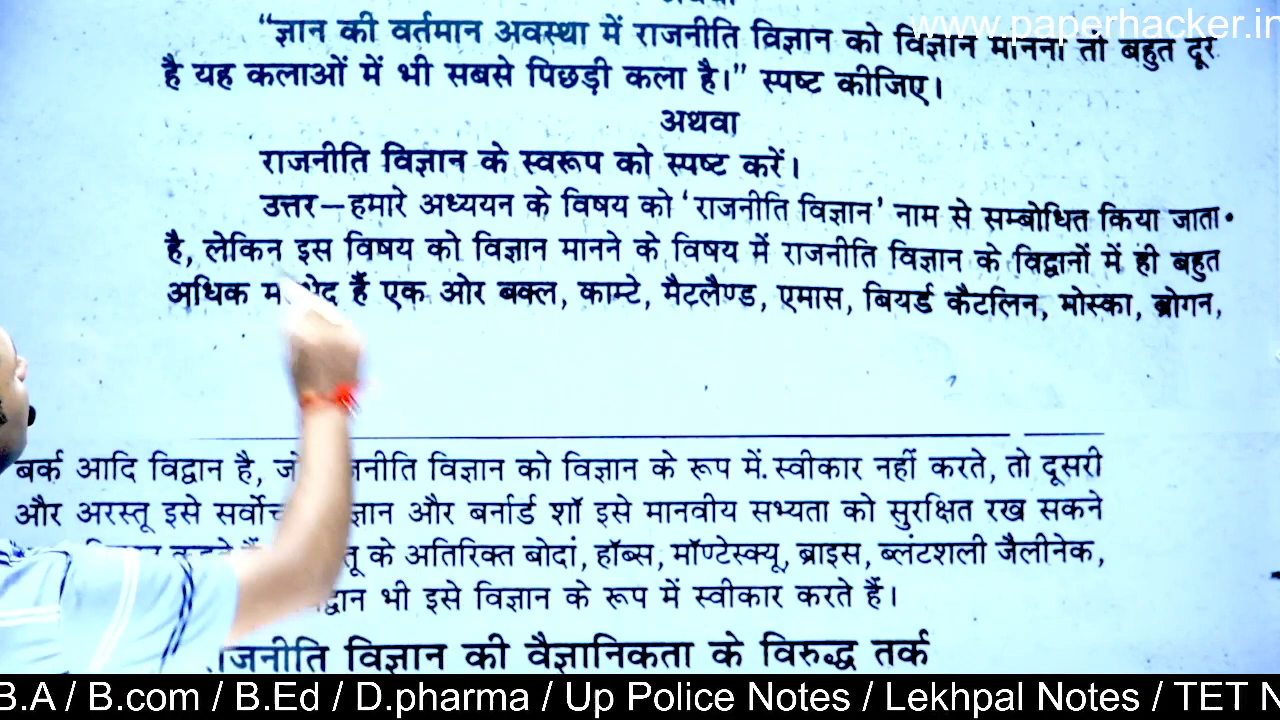 www.paperhacker.in
“ज्ञान की वर्तमान अवस्था में राजनीति विज्ञान को विज्ञान मानना तो बहुत दूर
है यह कलाओं में भी सबसे पिछड़ी कला है।” स्पष्ट कीजिए।
अथवा
राजनीति विज्ञान के स्वरूप को स्पष्ट करें।
उत्तर—हमारे अध्ययन के विषय को ‘राजनीति विज्ञान’ नाम से सम्बोधित किया जाता
है, लेकिन इस विषय को विज्ञान मानने के विषय में राजनीति विज्ञान के विद्वानों में ही बहुत
अधिक हैं एक ओर बक्ल, काम्टे, मैटलैण्ड, एमास, बियर्ड कैटलिन, मोस्का, ब्रोगन,
बर्क आदि विद्वान है, विज्ञान को विज्ञान के रूप में स्वीकार नहीं करते, तो दूसरी
और अरस्तू इसे और बर्नार्ड शॉ इसे मानवीय सभ्यता को सुरक्षित रख सकने
के अतिरिक्त बोदां, हॉब्स, मॉण्टेस्क्यू, ब्राइस, ब्लंटशली जैलीनेक,
भी इसे विज्ञान के रूप में स्वीकार करते हैं।
विज्ञान की वैज्ञानिकता के विरुद्ध तर्क
B.A / B.com / B.Ed / D.pharma / Up Police Notes / Lekhpal Notes / TET